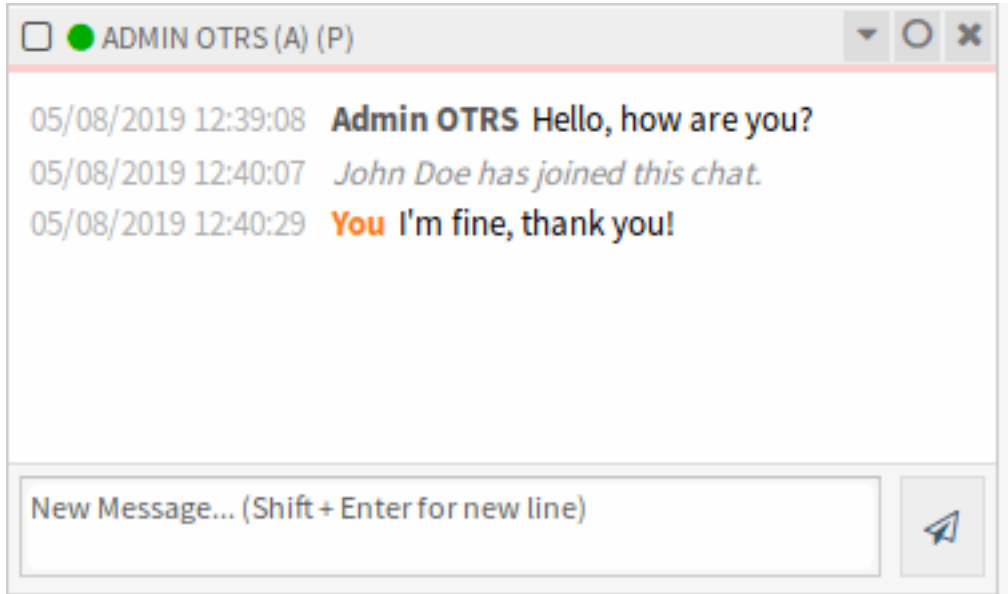 ADMIN OTRS (A) (P)
05/08/2019 12:39:08 Admin OTRS Hello, how are you?
05/08/2019 12:40:07 John Doe has joined this chat.
05/08/2019 12:40:29 You I'm fine, thank you!
New Message... (Shift + Enter for new line)